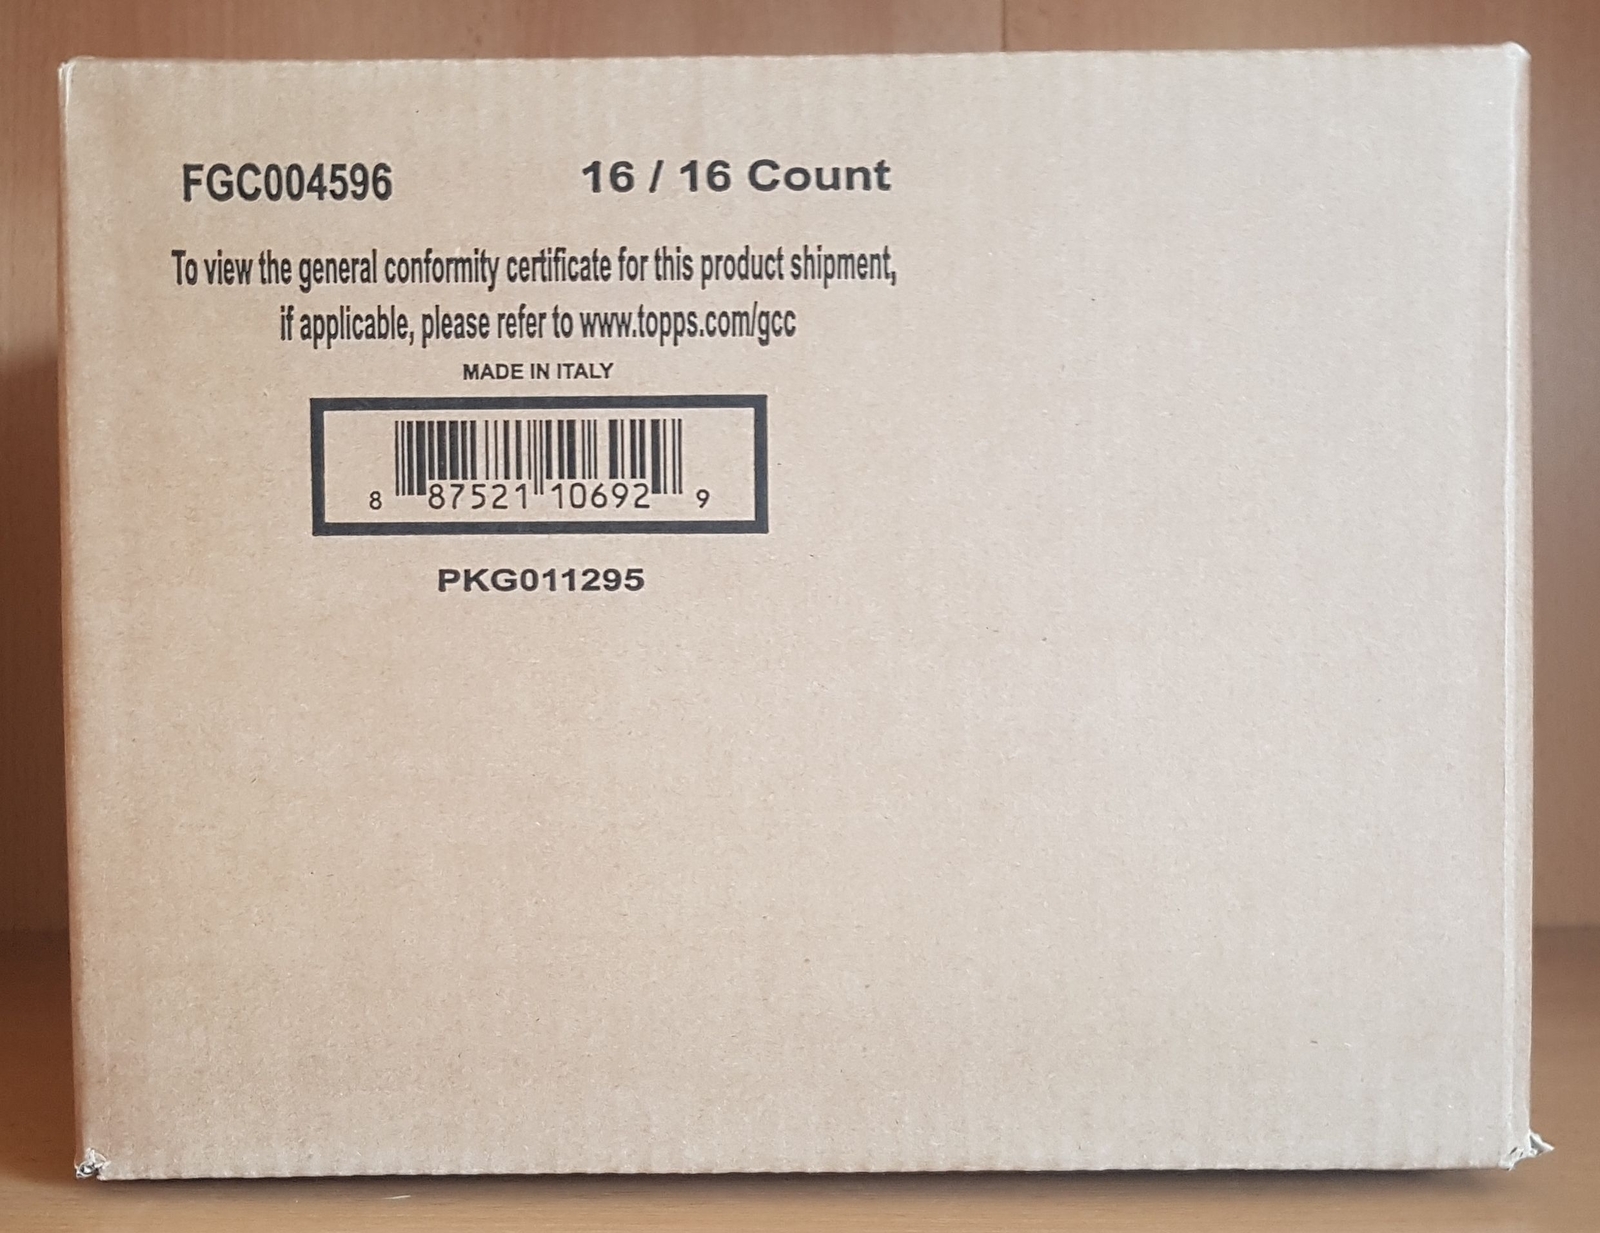 FGC004596 16 / 16 Count
To view the general conformity certificate for this product shipment,
if applicable, please refer to www.topps.com/gcc
MADE IN ITALY
8 87521 10692 9
PKG011295